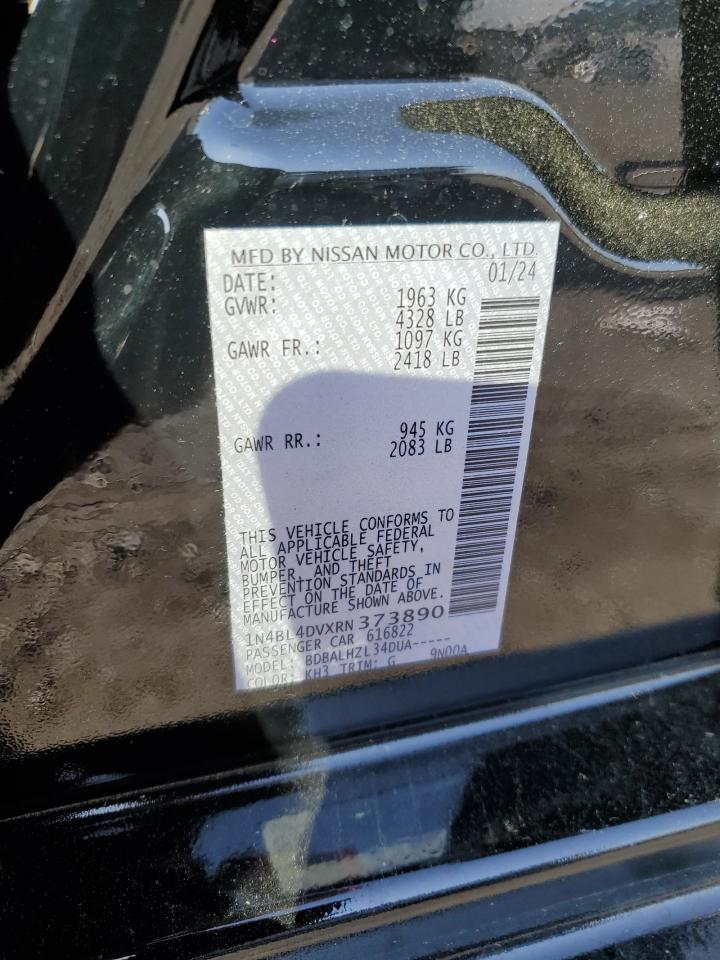 MFD BY NISSAN MOTOR CO., LTD.
DATE: 01/24
GVWR: 1963 KG
4328 LB
GAWR FR.: 1097 KG
2418 LB
GAWR RR.: 945 KG
2083 LB
THIS VEHICLE CONFORMS TO
ALL APPLICABLE FEDERAL
MOTOR VEHICLE SAFETY,
BUMPER, AND THEFT
PREVENTION STANDARDS IN
EFFECT ON THE DATE OF
MANUFACTURE SHOWN ABOVE.
1N4BL4DVXRN373890
PASSENGER CAR 616822
MODEL: BDBALHZL34DUA-----
COLOR: KH3 TRIM: G 9N00A